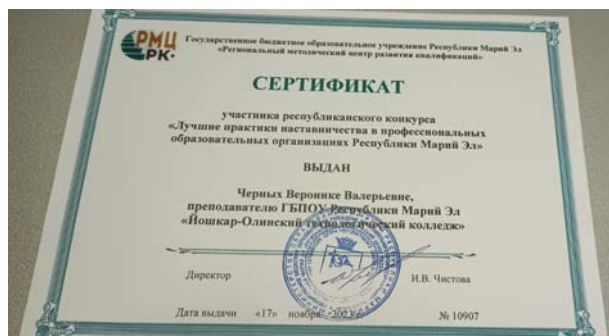 РМЦ
РК
Государственное бюджетное образовательное учреждение Республики Марий Эл
«Региональный методический центр развития квалификаций»
СЕРТИФИКАТ
участника республиканского конкурса
«Лучшие практики наставничества в профессиональных
образовательных организациях Республики Марий Эл»
ВЫДАН
Черных Веронике Валерьевне,
преподавателю ГБПОУ Республики Марий Эл
«Йошкар-Олинский технологический колледж»
Директор И.В. Чистова
Дата выдачи «17» ноября 2023 № 10907